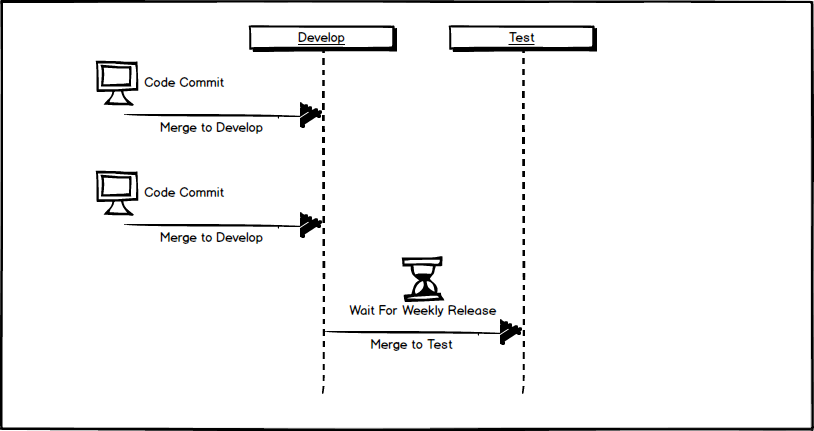 Develop
Test
Code Commit
Merge to Develop
Code Commit
Merge to Develop
Wait For Weekly Release
Merge to Test